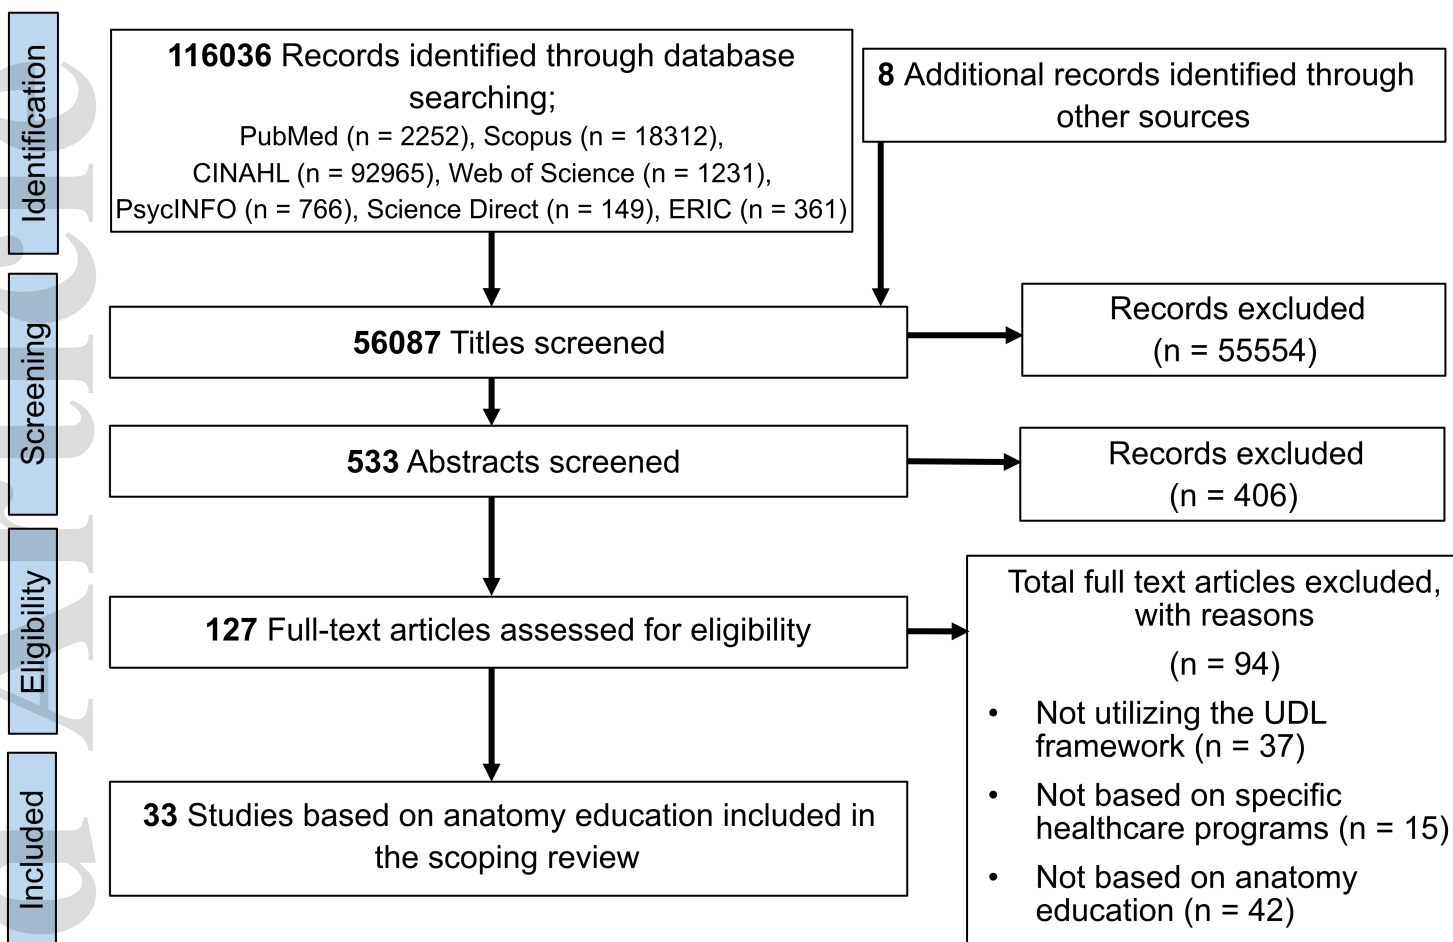 Identification
116036 Records identified through database
searching;
PubMed (n = 2252), Scopus (n = 18312),
CINAHL (n = 92965), Web of Science (n = 1231),
PsycINFO (n = 766), Science Direct (n = 149), ERIC (n = 361)
8 Additional records identified through
other sources
Screening
56087 Titles screened
Records excluded
(n = 55554)
533 Abstracts screened
Records excluded
(n = 406)
Eligibility
127 Full-text articles assessed for eligibility
Total full text articles excluded,
with reasons
(n = 94)
• Not utilizing the UDL
framework (n = 37)
• Not based on specific
healthcare programs (n = 15)
• Not based on anatomy
education (n = 42)
Included
33 Studies based on anatomy education included in
the scoping review